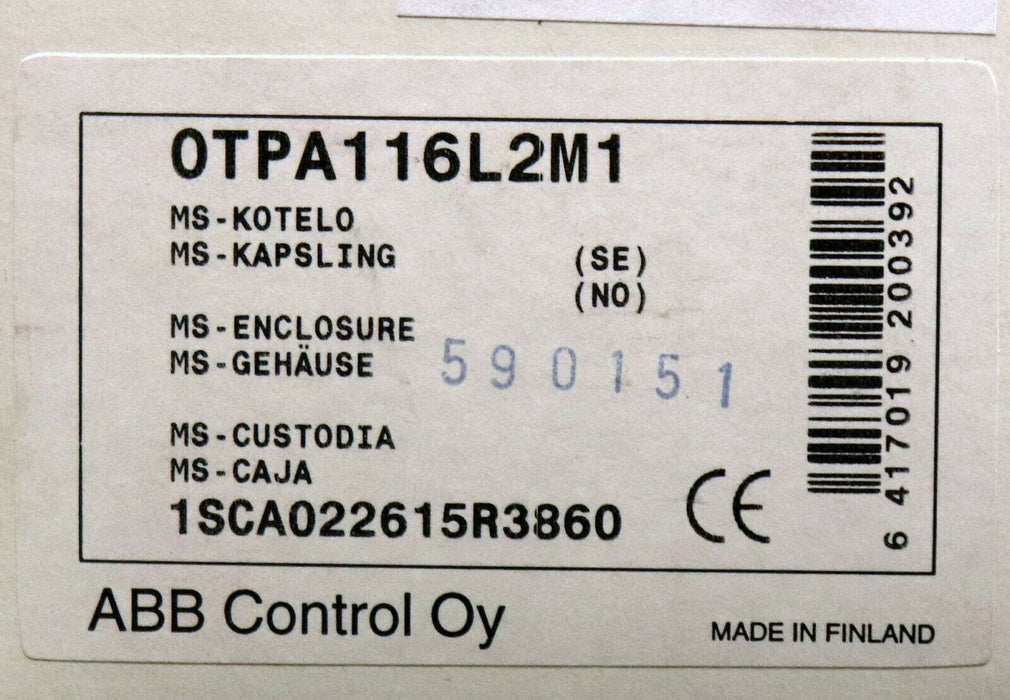 OTPA116L2M1
MS-KOTELO
MS-KAPSLING (SE)
(NO)
MS-ENCLOSURE
MS-GEHÄUSE
590151
MS-CUSTODIA
MS-CAJA
1SCA022615R3860
CE
6 417019 200392
ABB Control Oy
MADE IN FINLAND